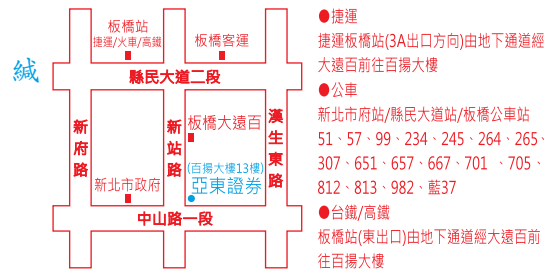 板橋站
捷運/火車/高鐵
板橋客運
緘
縣民大道二段
新府路
新站路
漢生東路
板橋大遠百
(百揚大樓13樓)
亞東證券
新北市政府
中山路一段
●捷運
捷運板橋站(3A出口方向)由地下通道經
大遠百前往百揚大樓
●公車
新北市府站/縣民大道站/板橋公車站
51、57、99、234、245、264、265、
307、651、657、667、701 、705、
812、813、982、藍37
●台鐵/高鐵
板橋站(東出口)由地下通道經大遠百前
往百揚大樓